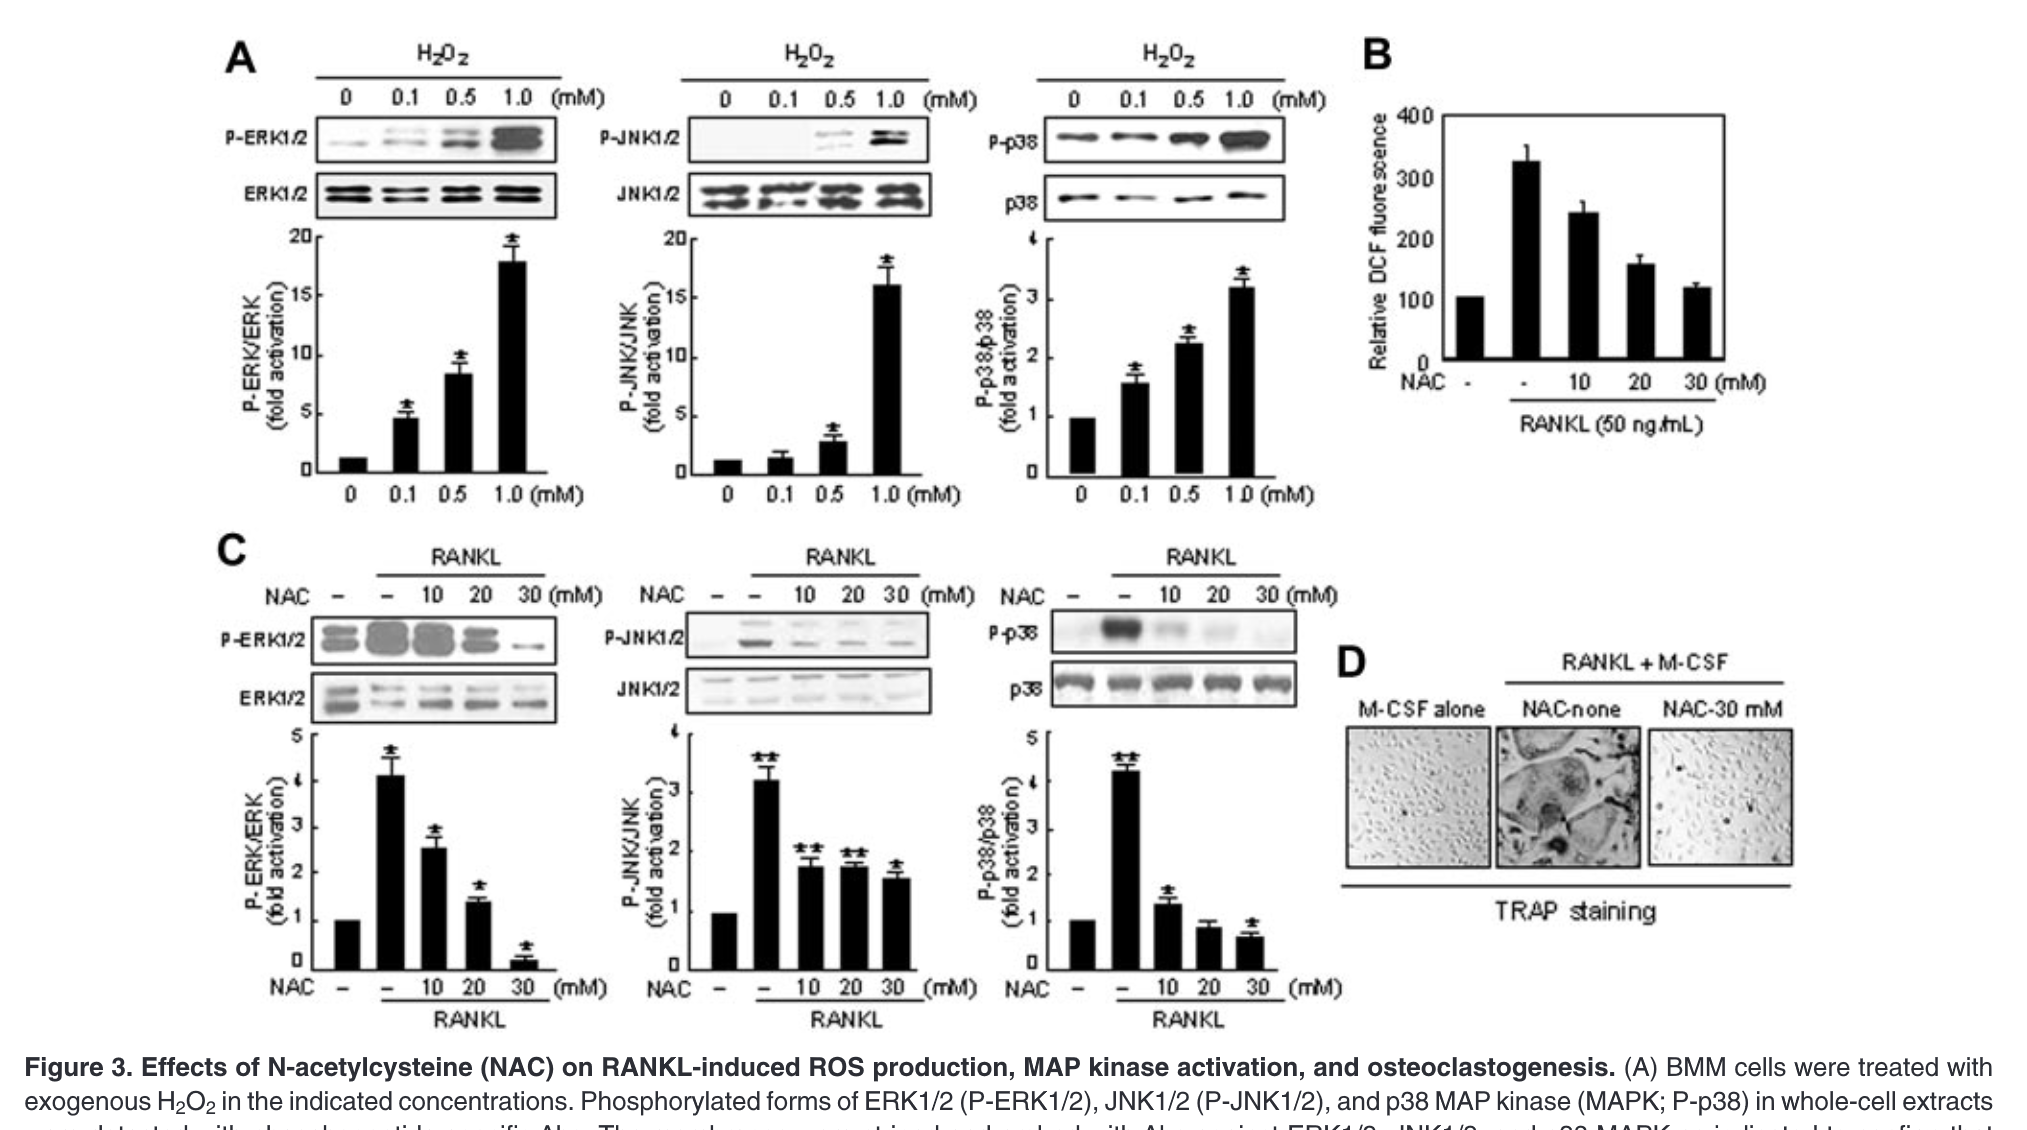 A
H₂O₂
0 0.1 0.5 1.0 (mM)
P-ERK1/2
ERK1/2
20
15
10
5
0
P-ERK/ERK
(fold activation)
0 0.1 0.5 1.0 (mM)
H₂O₂
0 0.1 0.5 1.0 (mM)
P-JNK1/2
JNK1/2
20
15
10
5
0
P-JNK/JNK
(fold activation)
0 0.1 0.5 1.0 (mM)
H₂O₂
0 0.1 0.5 1.0 (mM)
P-p38
p38
4
3
2
1
0
P-p38/p38
(fold activation)
0 0.1 0.5 1.0 (mM)
B
400
300
200
100
0
Relative DCF fluorescence
NAC - - 10 20 30 (mM)
RANKL (50 ng/mL)
C
RANKL
NAC – – 10 20 30 (mM)
P-ERK1/2
ERK1/2
5
4
3
2
1
0
P-ERK/ERK
(fold activation)
NAC – – 10 20 30 (mM)
RANKL
RANKL
NAC – – 10 20 30 (mM)
P-JNK1/2
JNK1/2
4
3
2
1
0
P-JNK/JNK
(fold activation)
NAC – – 10 20 30 (mM)
RANKL
RANKL
NAC – – 10 20 30 (mM)
P-p38
p38
5
4
3
2
1
0
P-p38/p38
(fold activation)
NAC – – 10 20 30 (mM)
RANKL
D
RANKL + M-CSF
M-CSF alone NAC-none NAC-30 mM
TRAP staining
Figure 3. Effects of N-acetylcysteine (NAC) on RANKL-induced ROS production, MAP kinase activation, and osteoclastogenesis. (A) BMM cells were treated with
exogenous H₂O₂ in the indicated concentrations. Phosphorylated forms of ERK1/2 (P-ERK1/2), JNK1/2 (P-JNK1/2), and p38 MAP kinase (MAPK; P-p38) in whole-cell extracts